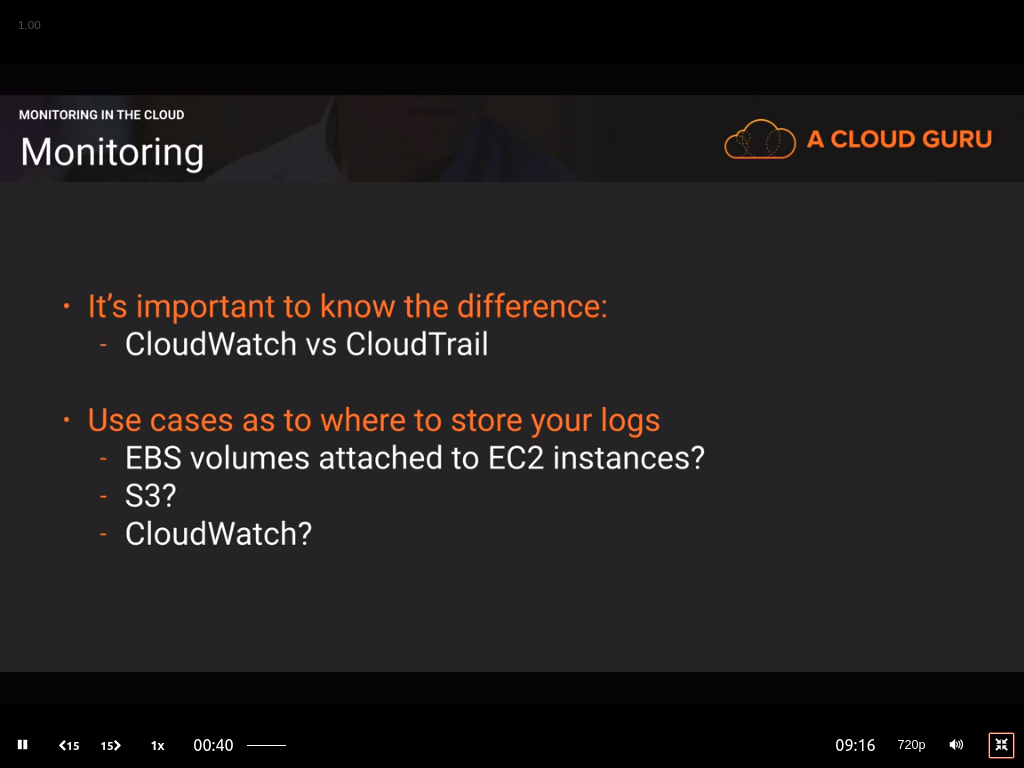 1.00
MONITORING IN THE CLOUD
Monitoring
A CLOUD GURU
• It’s important to know the difference:
- CloudWatch vs CloudTrail
• Use cases as to where to store your logs
- EBS volumes attached to EC2 instances?
- S3?
- CloudWatch?
15 15 1x 00:40 09:16 720p